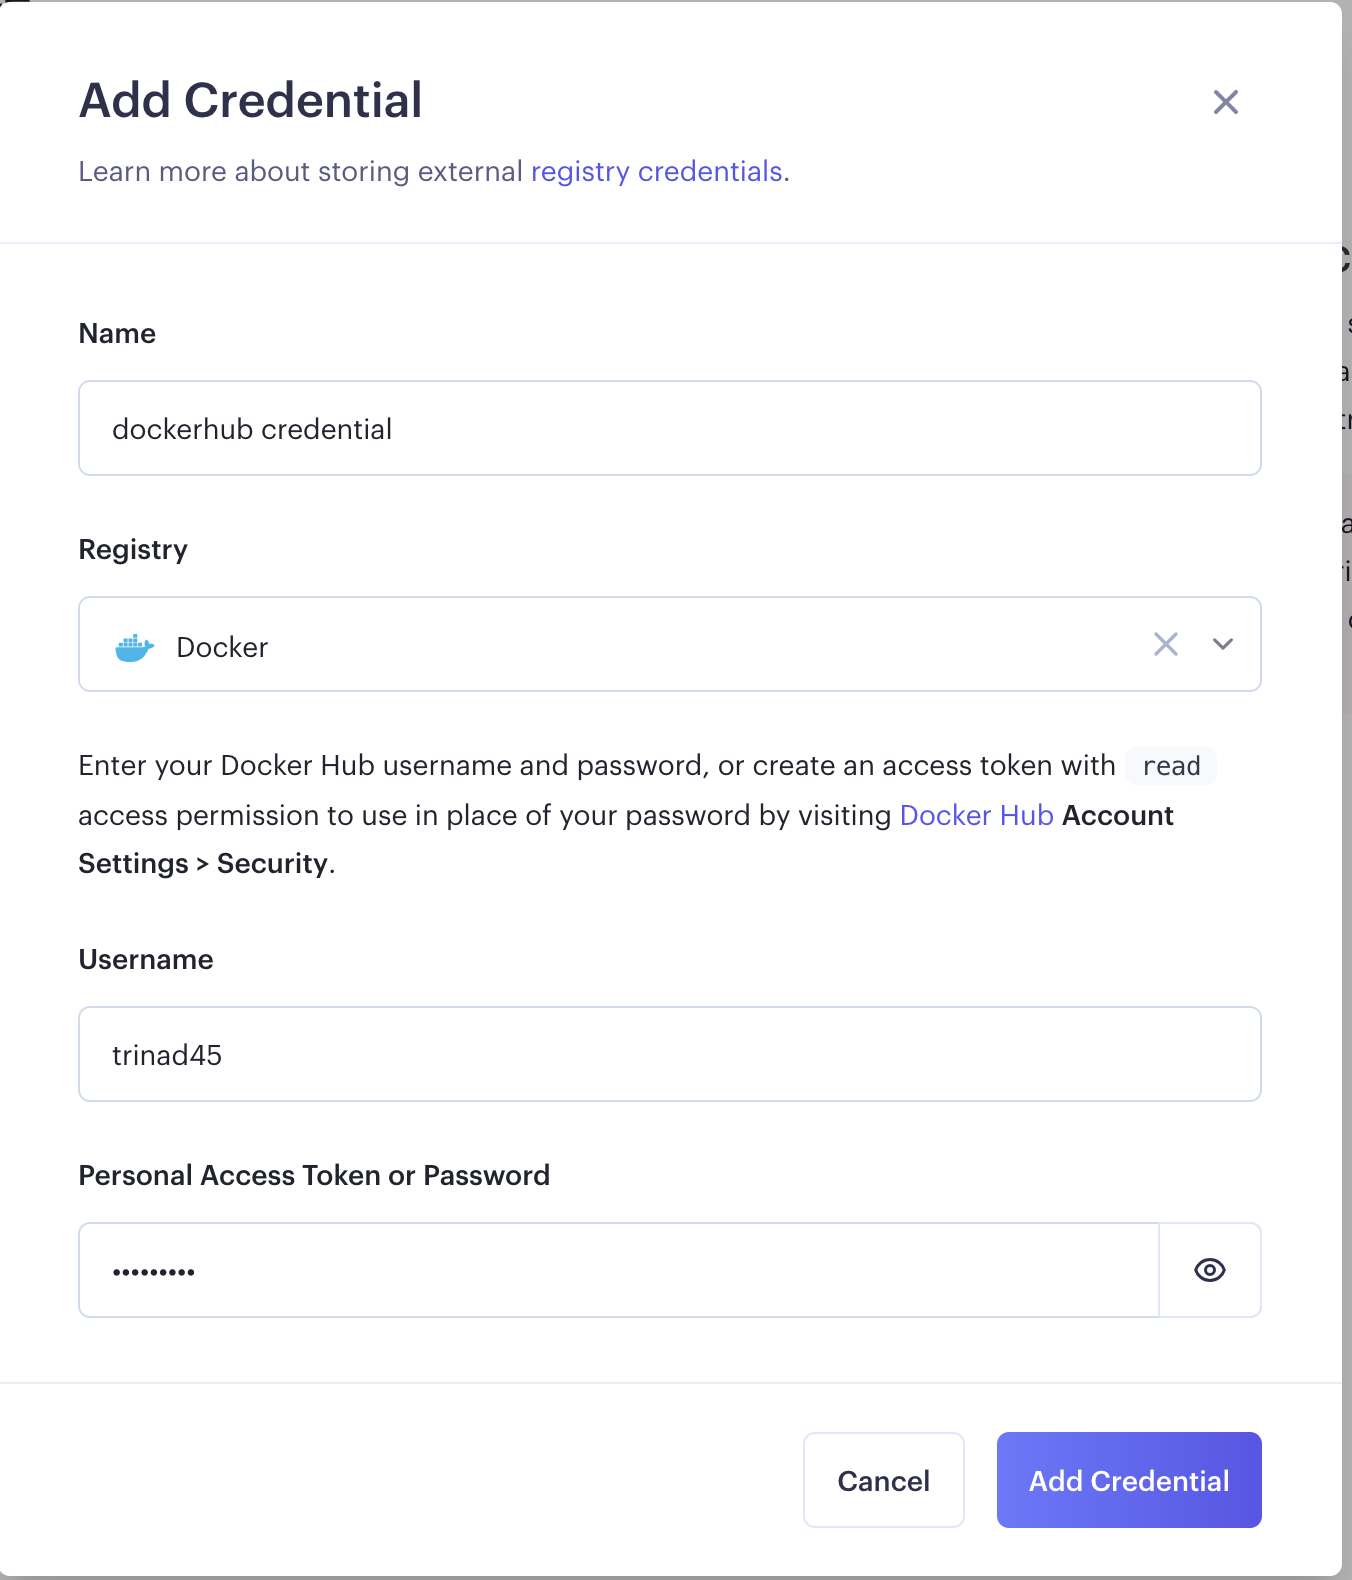 Add Credential
Learn more about storing external registry credentials.
Name
dockerhub credential
Registry
Docker
Enter your Docker Hub username and password, or create an access token with read
access permission to use in place of your password by visiting Docker Hub Account
Settings > Security.
Username
trinad45
Personal Access Token or Password
•••••••••
Cancel
Add Credential